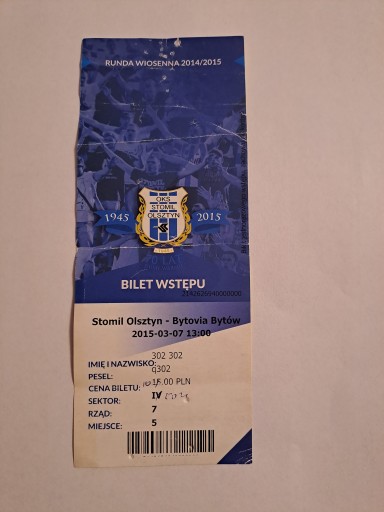 RUNDA WIOSENNA 2014/2015
OKS
STOMIL
OLSZTYN
1945
2015
BILET WSTĘPU
Stomil Olsztyn - Bytovia Bytów
2015-03-07 13:00
302 302
IMIĘ I NAZWISKO:
PESEL: q302
CENA BILETU: 15.00 PLN
SEKTOR: IV
RZĄD: 7
MIEJSCE: 5